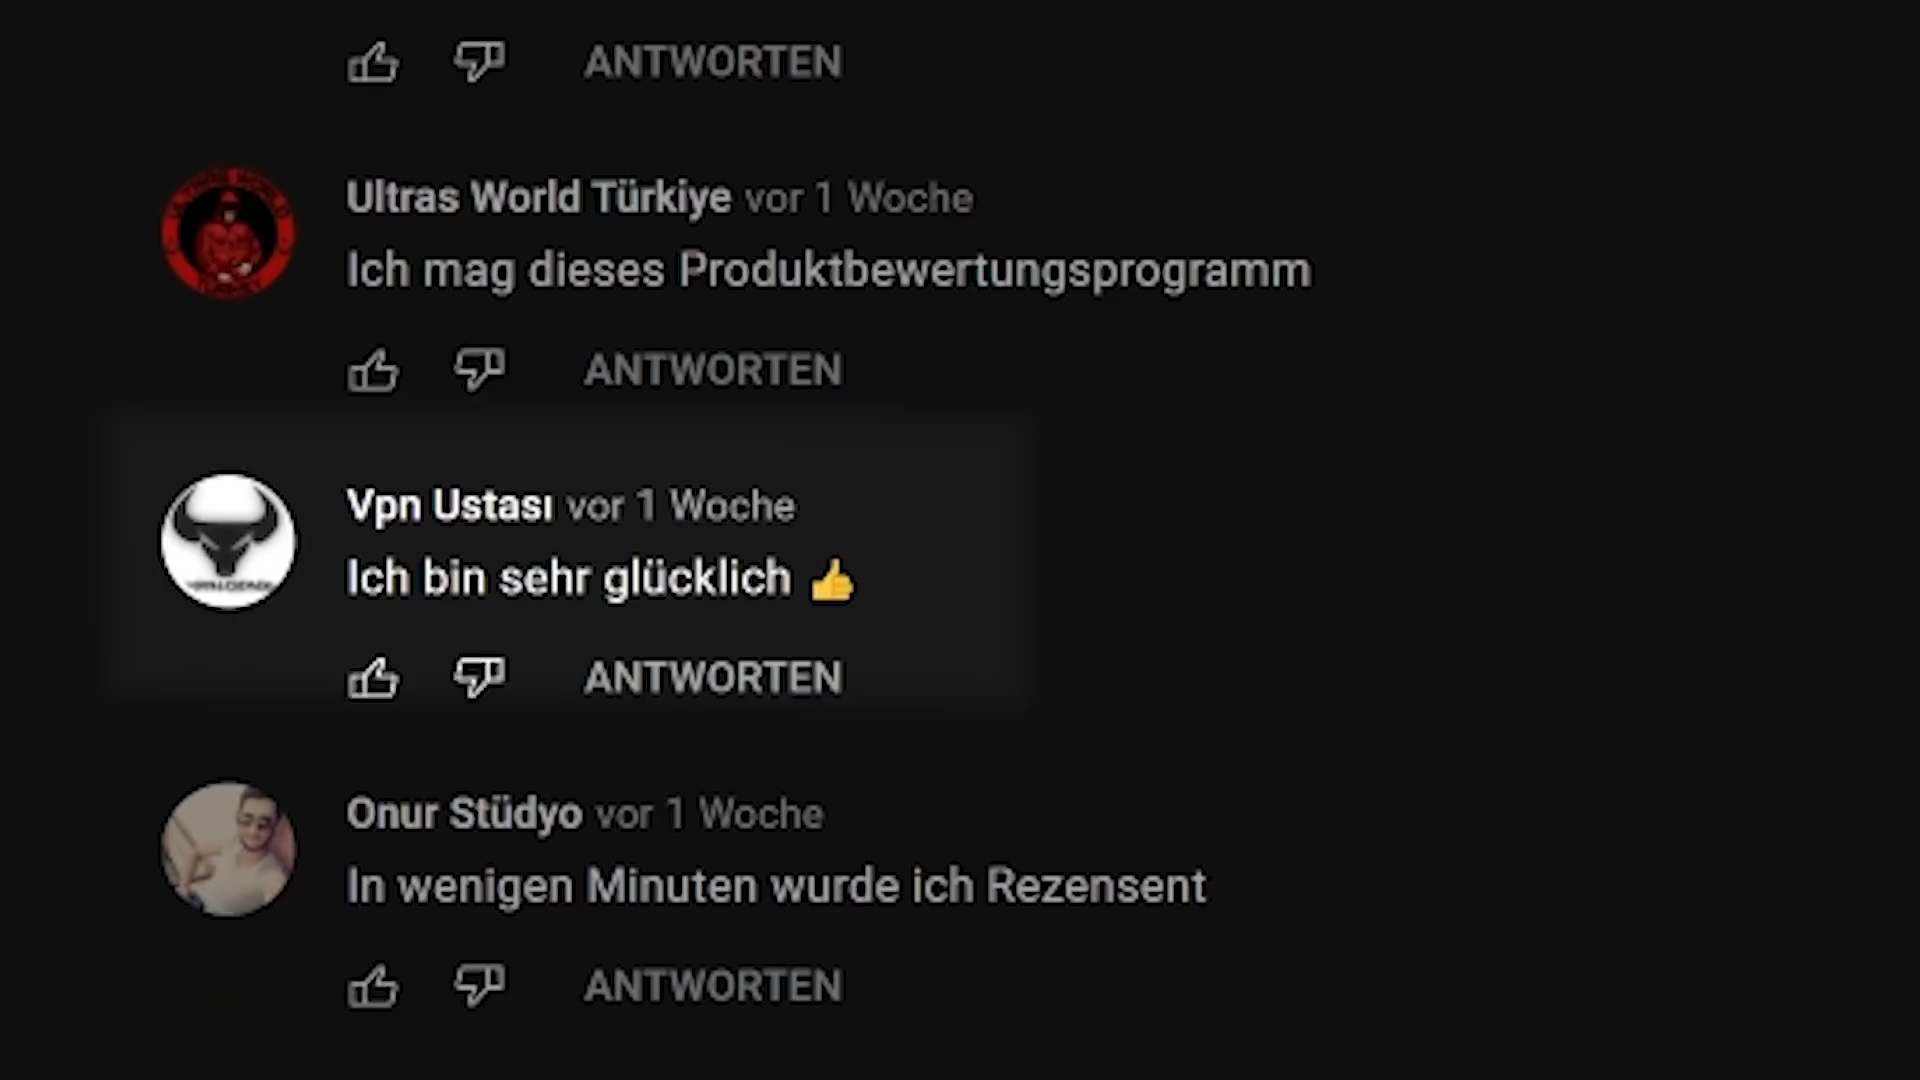 ANTWORTEN
Ultras World Türkiye vor 1 Woche
Ich mag dieses Produktbewertungsprogramm
ANTWORTEN
Vpn Ustası vor 1 Woche
Ich bin sehr glücklich 👍
ANTWORTEN
Onur Stüdyo vor 1 Woche
In wenigen Minuten wurde ich Rezensent
ANTWORTEN